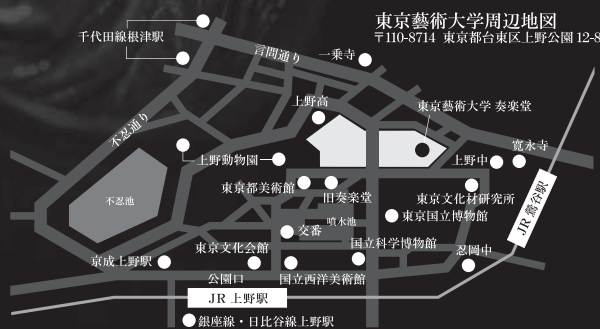 東京藝術大学周辺地図
〒110-8714 東京都台東区上野公園 12-8
千代田線根津駅
言問通り
一乗寺
不忍通り
上野高
東京藝術大学 奏楽堂
寛永寺
上野動物園
上野中
東京都美術館
旧奏楽堂
東京文化材研究所
不忍池
噴水池
東京国立博物館
JR 鶯谷駅
交番
国立科学博物館
東京文化会館
忍岡中
京成上野駅
公園口
国立西洋美術館
JR 上野駅
銀座線・日比谷線上野駅